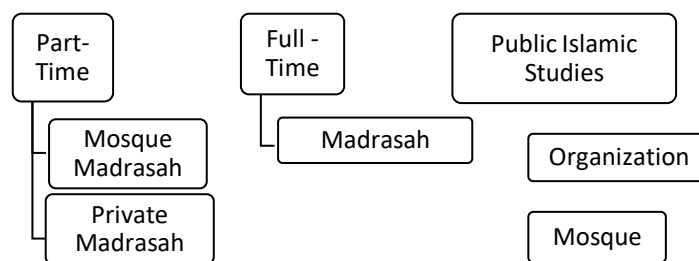 Part-
Time
Mosque
Madrasah
Private
Madrasah
Full -
Time
Madrasah
Public Islamic
Studies
Organization
Mosque